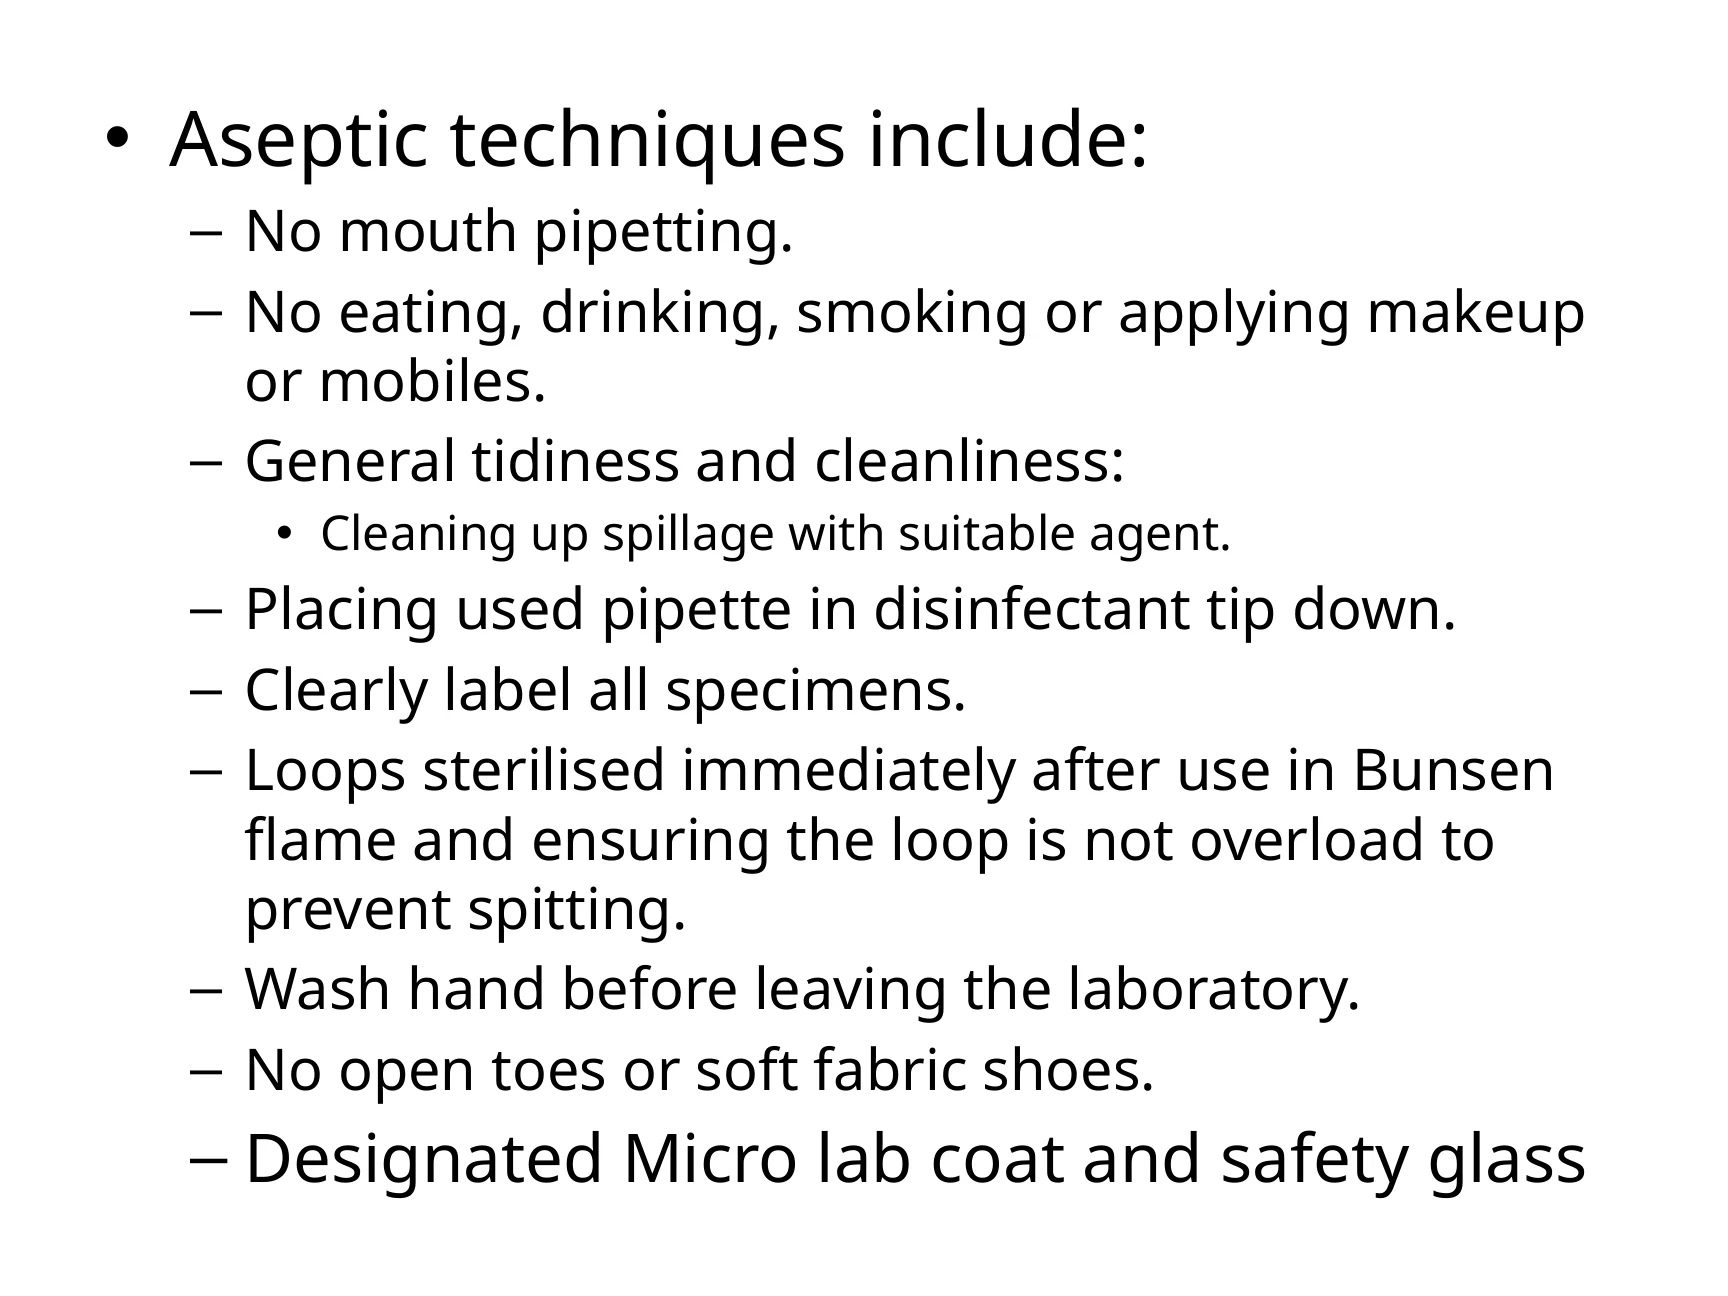 • Aseptic techniques include:
– No mouth pipetting.
– No eating, drinking, smoking or applying makeup
or mobiles.
– General tidiness and cleanliness:
• Cleaning up spillage with suitable agent.
– Placing used pipette in disinfectant tip down.
– Clearly label all specimens.
– Loops sterilised immediately after use in Bunsen
flame and ensuring the loop is not overload to
prevent spitting.
– Wash hand before leaving the laboratory.
– No open toes or soft fabric shoes.
– Designated Micro lab coat and safety glass